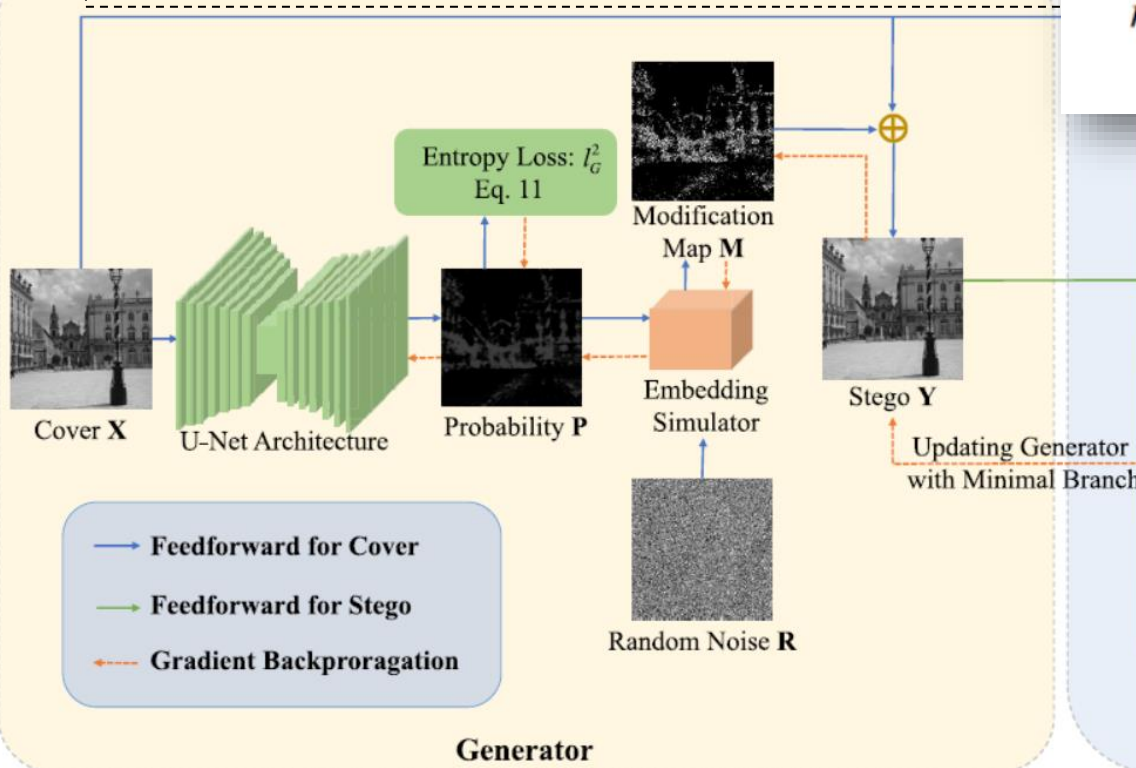 Entropy Loss: l_G^2
Eq. 11
Modification
Map M
Cover X
U-Net Architecture
Probability P
Embedding
Simulator
Stego Y
Updating Generator
with Minimal Branch
Random Noise R
Feedforward for Cover
Feedforward for Stego
Gradient Backproragation
Generator